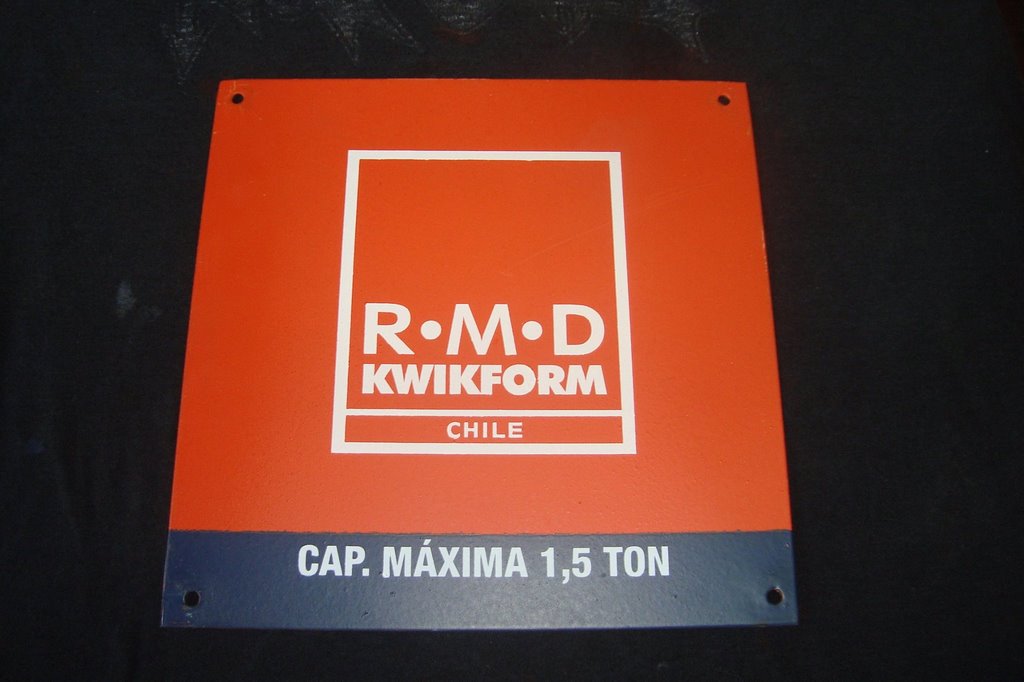 R•M•D
KWIKFORM
CHILE
CAP. MÁXIMA 1,5 TON